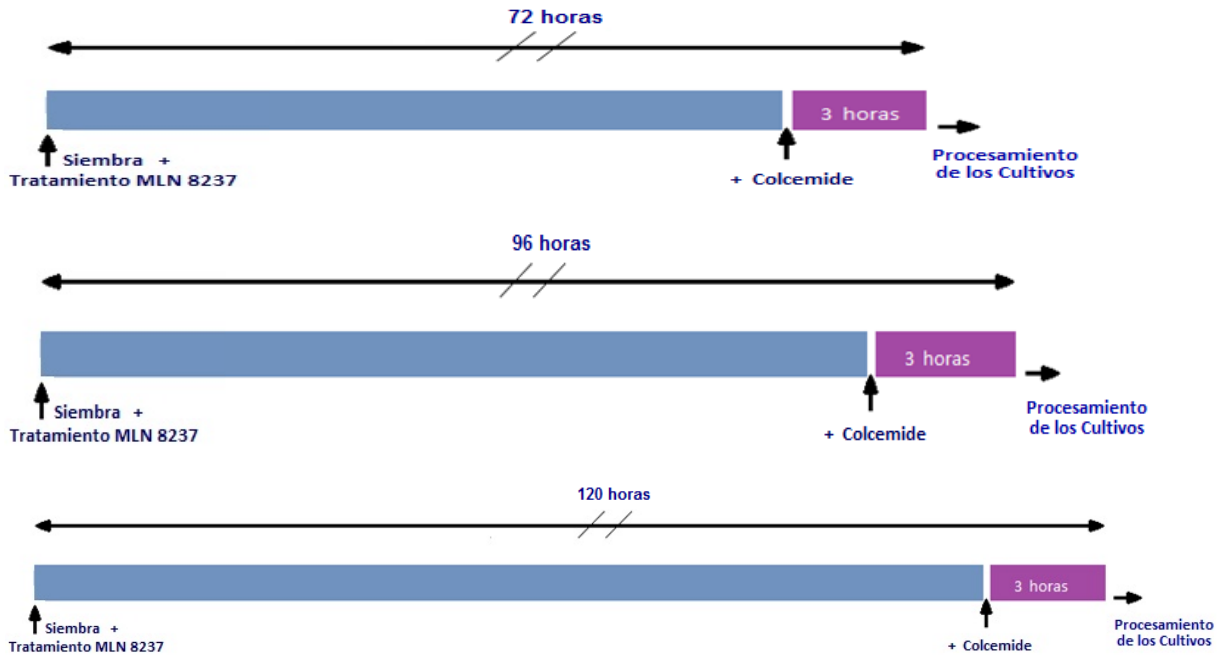 72 horas
3 horas
Siembra +
Tratamiento MLN 8237
+ Colcemide
Procesamiento
de los Cultivos
96 horas
3 horas
Siembra +
Tratamiento MLN 8237
+ Colcemide
Procesamiento
de los Cultivos
120 horas
3 horas
Siembra +
Tratamiento MLN 8237
+ Colcemide
Procesamiento
de los Cultivos